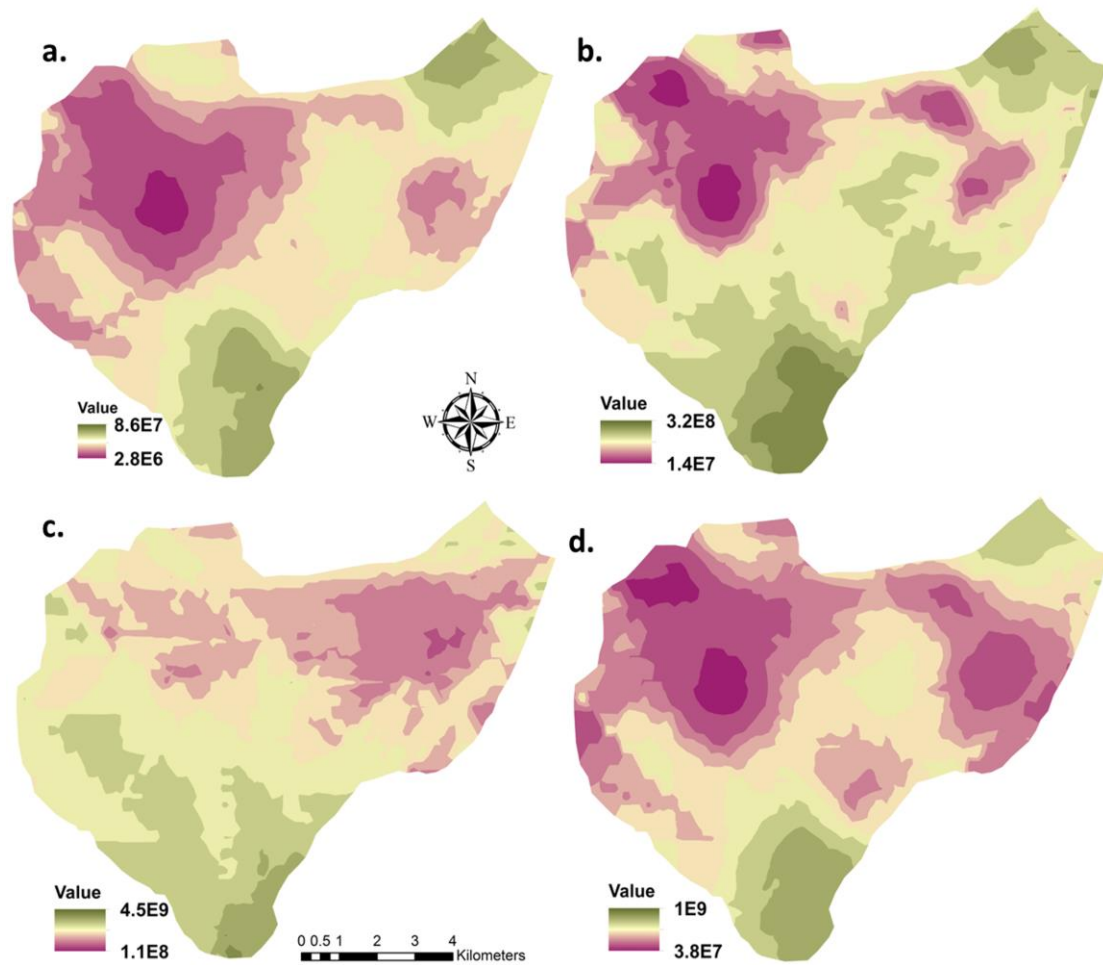 a.
b.
N
W E
S
Value
8.6E7
2.8E6
Value
3.2E8
1.4E7
c.
d.
Value
4.5E9
1.1E8
0 0.5 1 2 3 4
Kilometers
Value
1E9
3.8E7